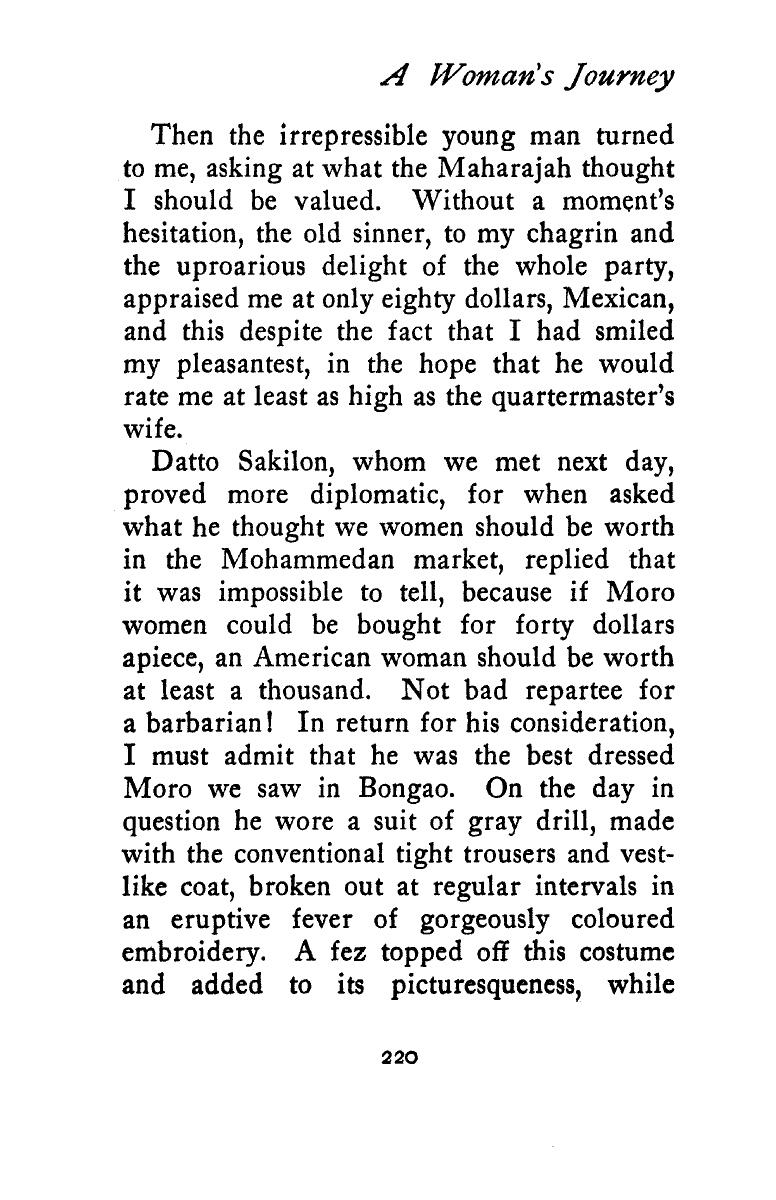 A Woman's Journey
Then the irrepressible young man turned
to me, asking at what the Maharajah thought
I should be valued. Without a moment's
hesitation, the old sinner, to my chagrin and
the uproarious delight of the whole party,
appraised me at only eighty dollars, Mexican,
and this despite the fact that I had smiled
my pleasantest, in the hope that he would
rate me at least as high as the quartermaster's
wife.
Datto Sakilon, whom we met next day,
proved more diplomatic, for when asked
what he thought we women should be worth
in the Mohammedan market, replied that
it was impossible to tell, because if Moro
women could be bought for forty dollars
apiece, an American woman should be worth
at least a thousand. Not bad repartee for
a barbarian! In return for his consideration,
I must admit that he was the best dressed
Moro we saw in Bongao. On the day in
question he wore a suit of gray drill, made
with the conventional tight trousers and vest-
like coat, broken out at regular intervals in
an eruptive fever of gorgeously coloured
embroidery. A fez topped off this costume
and added to its picturesqueness, while
220